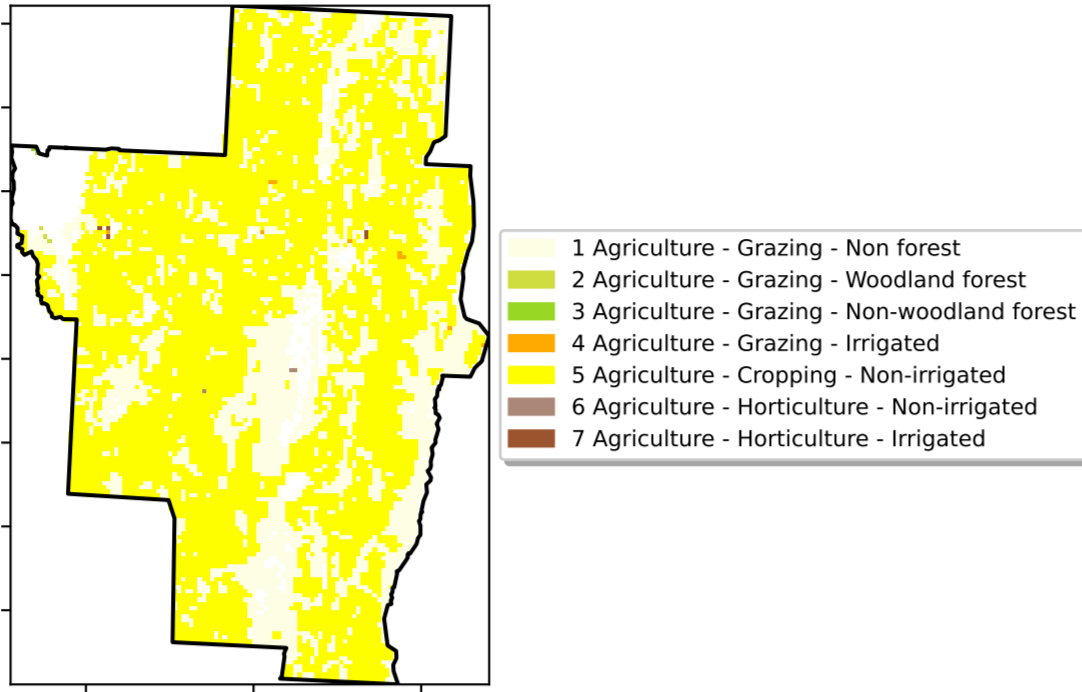 1 Agriculture - Grazing - Non forest
2 Agriculture - Grazing - Woodland forest
3 Agriculture - Grazing - Non-woodland forest
4 Agriculture - Grazing - Irrigated
5 Agriculture - Cropping - Non-irrigated
6 Agriculture - Horticulture - Non-irrigated
7 Agriculture - Horticulture - Irrigated